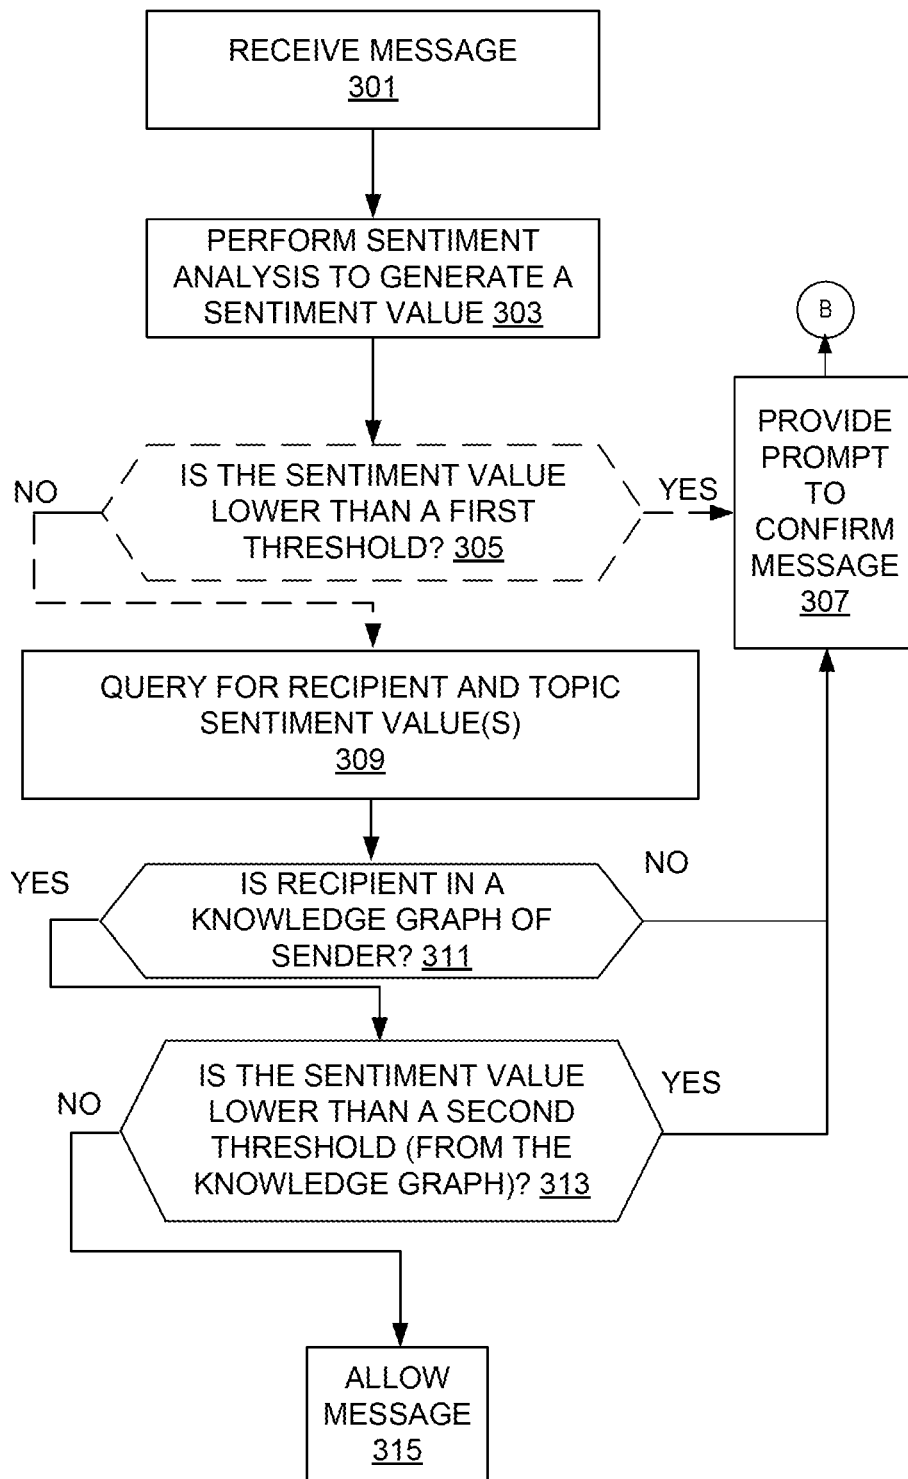 RECEIVE MESSAGE
301
PERFORM SENTIMENT
ANALYSIS TO GENERATE A
SENTIMENT VALUE 303
B
PROVIDE
PROMPT
TO
CONFIRM
MESSAGE
307
IS THE SENTIMENT VALUE
LOWER THAN A FIRST
THRESHOLD? 305
NO
YES
QUERY FOR RECIPIENT AND TOPIC
SENTIMENT VALUE(S)
309
YES
IS RECIPIENT IN A
KNOWLEDGE GRAPH OF
SENDER? 311
NO
IS THE SENTIMENT VALUE
LOWER THAN A SECOND
THRESHOLD (FROM THE
KNOWLEDGE GRAPH)? 313
NO
YES
ALLOW
MESSAGE
315